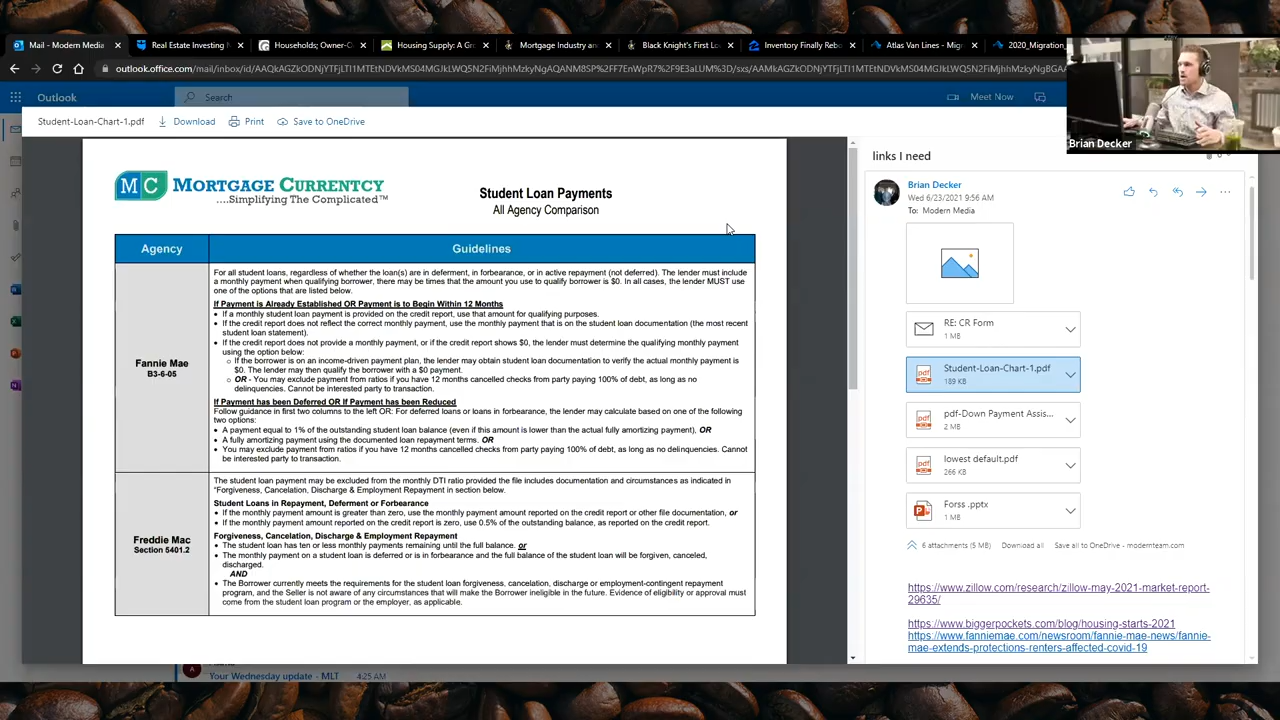 Mail - Modern Media
Real Estate Investing
Households; Owner-O
Housing Supply: A Gr
Mortgage Industry an
Black Knight's First Lo
Inventory Finally Rebo
Atlas Van Lines - Migr
2020_Migration_
Outlook
Search
Meet Now
Student-Loan-Chart-1.pdf
Download
Print
Save to OneDrive
Brian Decker
MC MORTGAGE CURRENTCY
....Simplifying The Complicated™
Student Loan Payments
All Agency Comparison
Agency
Guidelines
Fannie Mae
B3-6-05
For all student loans, regardless of whether the loan(s) are in deferment, in forbearance, or in active repayment (not deferred). The lender must include
a monthly payment when qualifying borrower, there may be times that the amount you use to qualify borrower is $0. In all cases, the lender MUST use
one of the options that are listed below.
If Payment is Already Established OR Payment is to Begin Within 12 Months
• If a monthly student loan payment is provided on the credit report, use that amount for qualifying purposes.
• If the credit report does not reflect the correct monthly payment, use the monthly payment that is on the student loan documentation (the most recent
student loan statement).
• If the credit report does not provide a monthly payment, or if the credit report shows $0, the lender must determine the qualifying monthly payment
using the option below:
o If the borrower is on an income-driven payment plan, the lender may obtain student loan documentation to verify the actual monthly payment is
$0. The lender may then qualify the borrower with a $0 payment.
o OR - You may exclude payment from ratios if you have 12 months cancelled checks from party paying 100% of debt, as long as no
delinquencies. Cannot be interested party to transaction.
If Payment has been Deferred OR If Payment has been Reduced
Follow guidance in first two columns to the left OR: For deferred loans or loans in forbearance, the lender may calculate based on one of the following
two options:
• A payment equal to 1% of the outstanding student loan balance (even if this amount is lower than the actual fully amortizing payment), OR
• A fully amortizing payment using the documented loan repayment terms. OR
• You may exclude payment from ratios if you have 12 months cancelled checks from party paying 100% of debt, as long as no delinquencies. Cannot
be interested party to transaction.
Freddie Mac
Section 5401.2
The student loan payment may be excluded from the monthly DTI ratio provided the file includes documentation and circumstances as indicated in
"Forgiveness, Cancelation, Discharge & Employment Repayment in section below.
Student Loans in Repayment, Deferment or Forbearance
• If the monthly payment amount is greater than zero, use the monthly payment amount reported on the credit report or other file documentation, or
• If the monthly payment amount reported on the credit report is zero, use 0.5% of the outstanding balance, as reported on the credit report.
Forgiveness, Cancelation, Discharge & Employment Repayment
• The student loan has ten or less monthly payments remaining until the full balance. or
• The monthly payment on a student loan is deferred or is in forbearance and the full balance of the student loan will be forgiven, canceled,
discharged.
AND
• The Borrower currently meets the requirements for the student loan forgiveness, cancelation, discharge or employment-contingent repayment
program, and the Seller is not aware of any circumstances that will make the Borrower ineligible in the future. Evidence of eligibility or approval must
come from the student loan program or the employer, as applicable.
links I need
Brian Decker
Wed 6/23/2021 9:56 AM
To: Modern Media
RE: CR Form
1 MB
Student-Loan-Chart-1.pdf
189 KB
pdf-Down Payment Assis...
2 MB
lowest default.pdf
266 KB
Forss .pptx
1 MB
6 attachments (5 MB) Download all Save all to OneDrive - modernteam.com
https://www.zillow.com/research/zillow-may-2021-market-report-
29635/
https://www.biggerpockets.com/blog/housing-starts-2021
https://www.fanniemae.com/newsroom/fannie-mae-news/fannie-
mae-extends-protections-renters-affected-covid-19
Your Wednesday update - MLT 4:25 AM